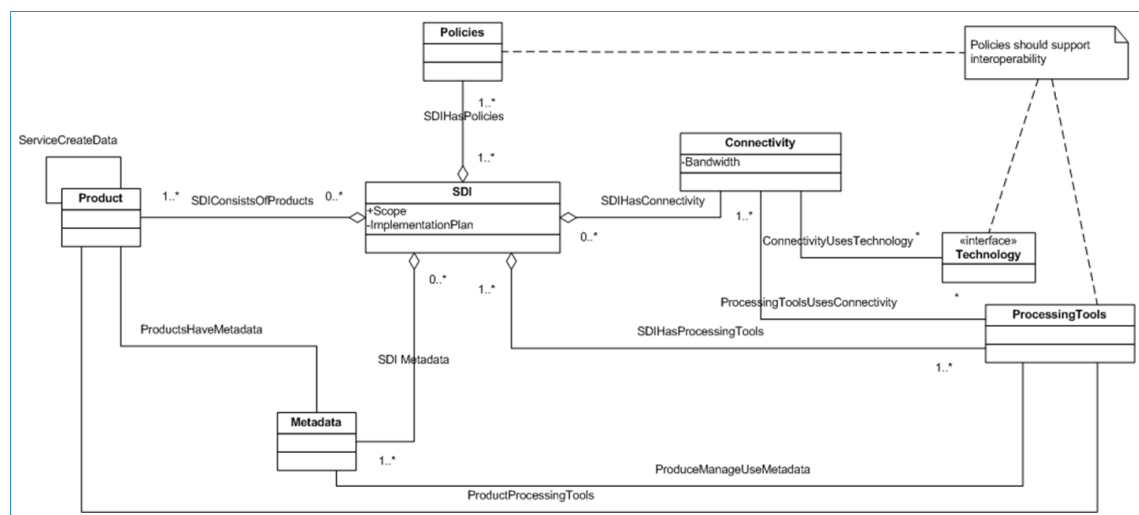 Policies
Policies should support
interoperability
1..*
SDIHasPolicies
ServiceCreateData
Connectivity
-Bandwidth
1..*
SDI
Product
1..*
SDIConsistOfProducts
0..*
+Scope
-ImplementationPlan
SDIHasConnectivity
1..*
0..*
ConnectivityUsesTechnology
*
«interface»
Technology
0..*
1..*
*
ProcessingToolsUsesConnectivity
ProcessingTools
ProductsHaveMetadata
SDIHasProcessingTools
SDI Metadata
1..*
Metadata
1..*
ProduceManageUseMetadata
ProductProcessingTools